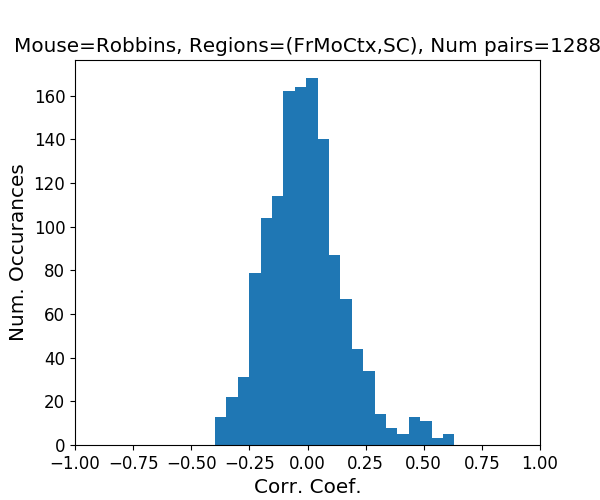 Mouse=Robbins, Regions=(FrMoCtx,SC), Num pairs=1288
Num. Occurances
160
140
120
100
80
60
40
20
0
−1.00 −0.75 −0.50 −0.25 0.00 0.25 0.50 0.75 1.00
Corr. Coef.